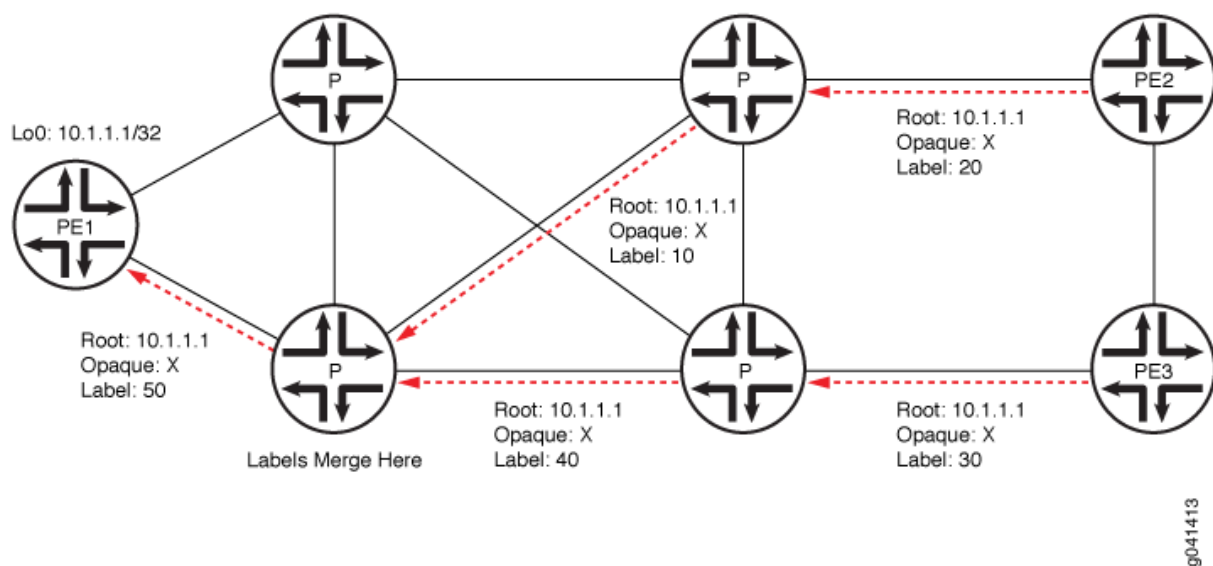 P
P
PE2
Lo0: 10.1.1.1/32
Root: 10.1.1.1
Opaque: X
Label: 20
PE1
Root: 10.1.1.1
Opaque: X
Label: 10
Root: 10.1.1.1
Opaque: X
Label: 50
P
P
PE3
Labels Merge Here
Root: 10.1.1.1
Opaque: X
Label: 40
Root: 10.1.1.1
Opaque: X
Label: 30
g041413